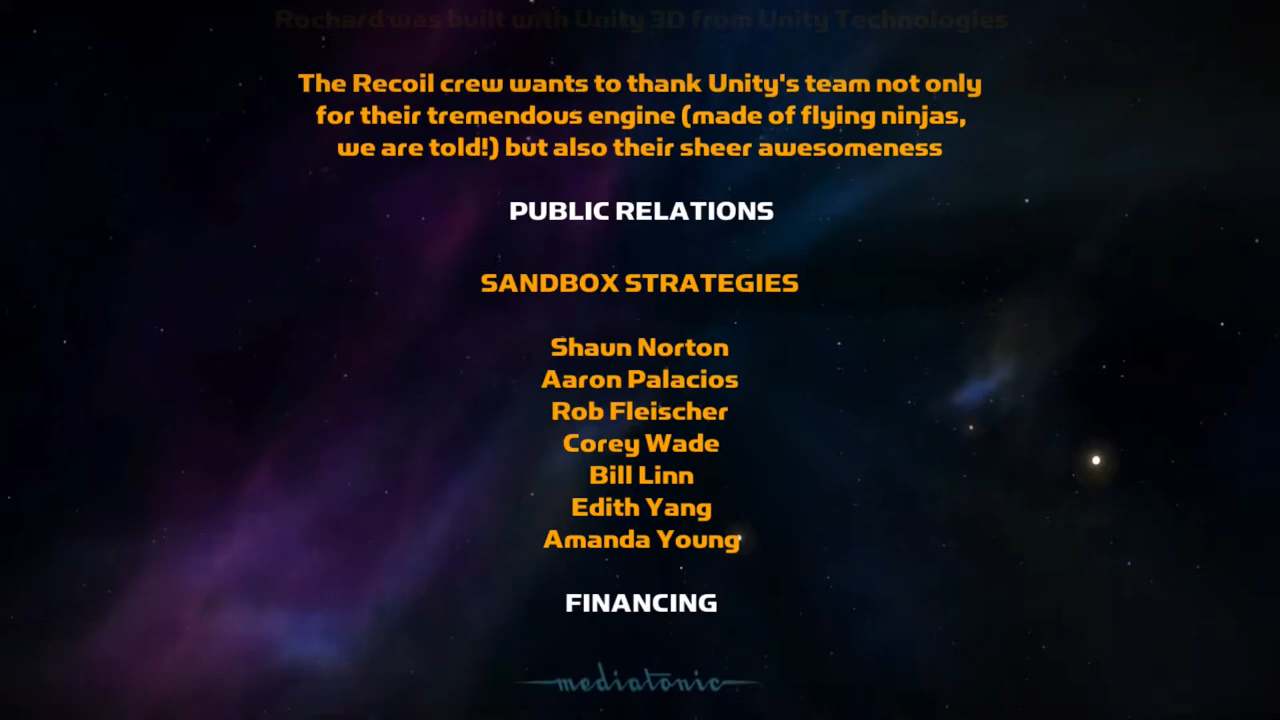 Rochard was built with Unity 3D from Unity Technologies
The Recoil crew wants to thank Unity's team not only
for their tremendous engine (made of flying ninjas,
we are told!) but also their sheer awesomeness
PUBLIC RELATIONS
SANDBOX STRATEGIES
Shaun Norton
Aaron Palacios
Rob Fleischer
Corey Wade
Bill Linn
Edith Yang
Amanda Young
FINANCING
mediatonic